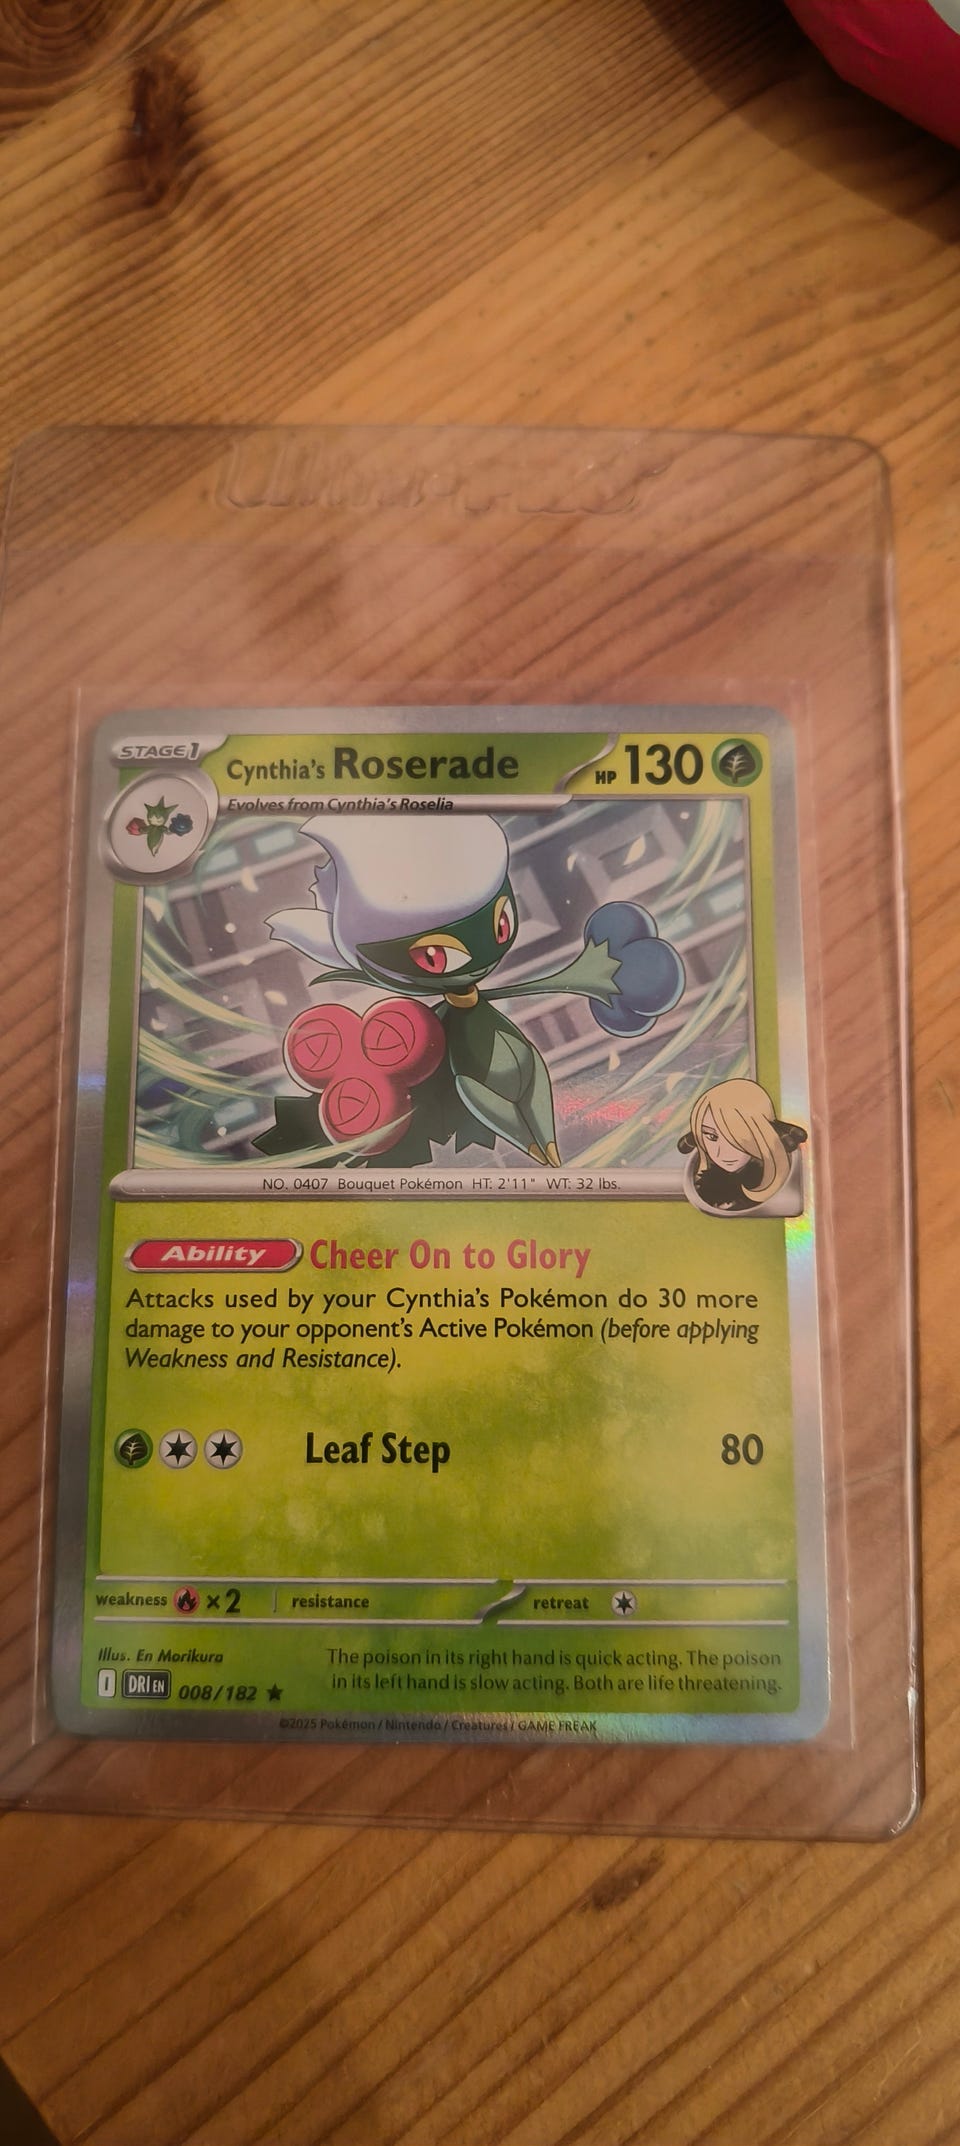 STAGE 1
Cynthia's Roserade
HP 130
Evolves from Cynthia's Roselia
NO. 0407 Bouquet Pokémon HT: 2'11" WT: 32 lbs.
Ability Cheer On to Glory
Attacks used by your Cynthia's Pokémon do 30 more
damage to your opponent's Active Pokémon (before applying
Weakness and Resistance).
Leaf Step 80
weakness ×2 resistance retreat
Illus. En Morikura
The poison in its right hand is quick acting. The poison
in its left hand is slow acting. Both are life threatening.
I DRI EN 008/182
©2025 Pokémon / Nintendo / Creatures / GAME FREAK